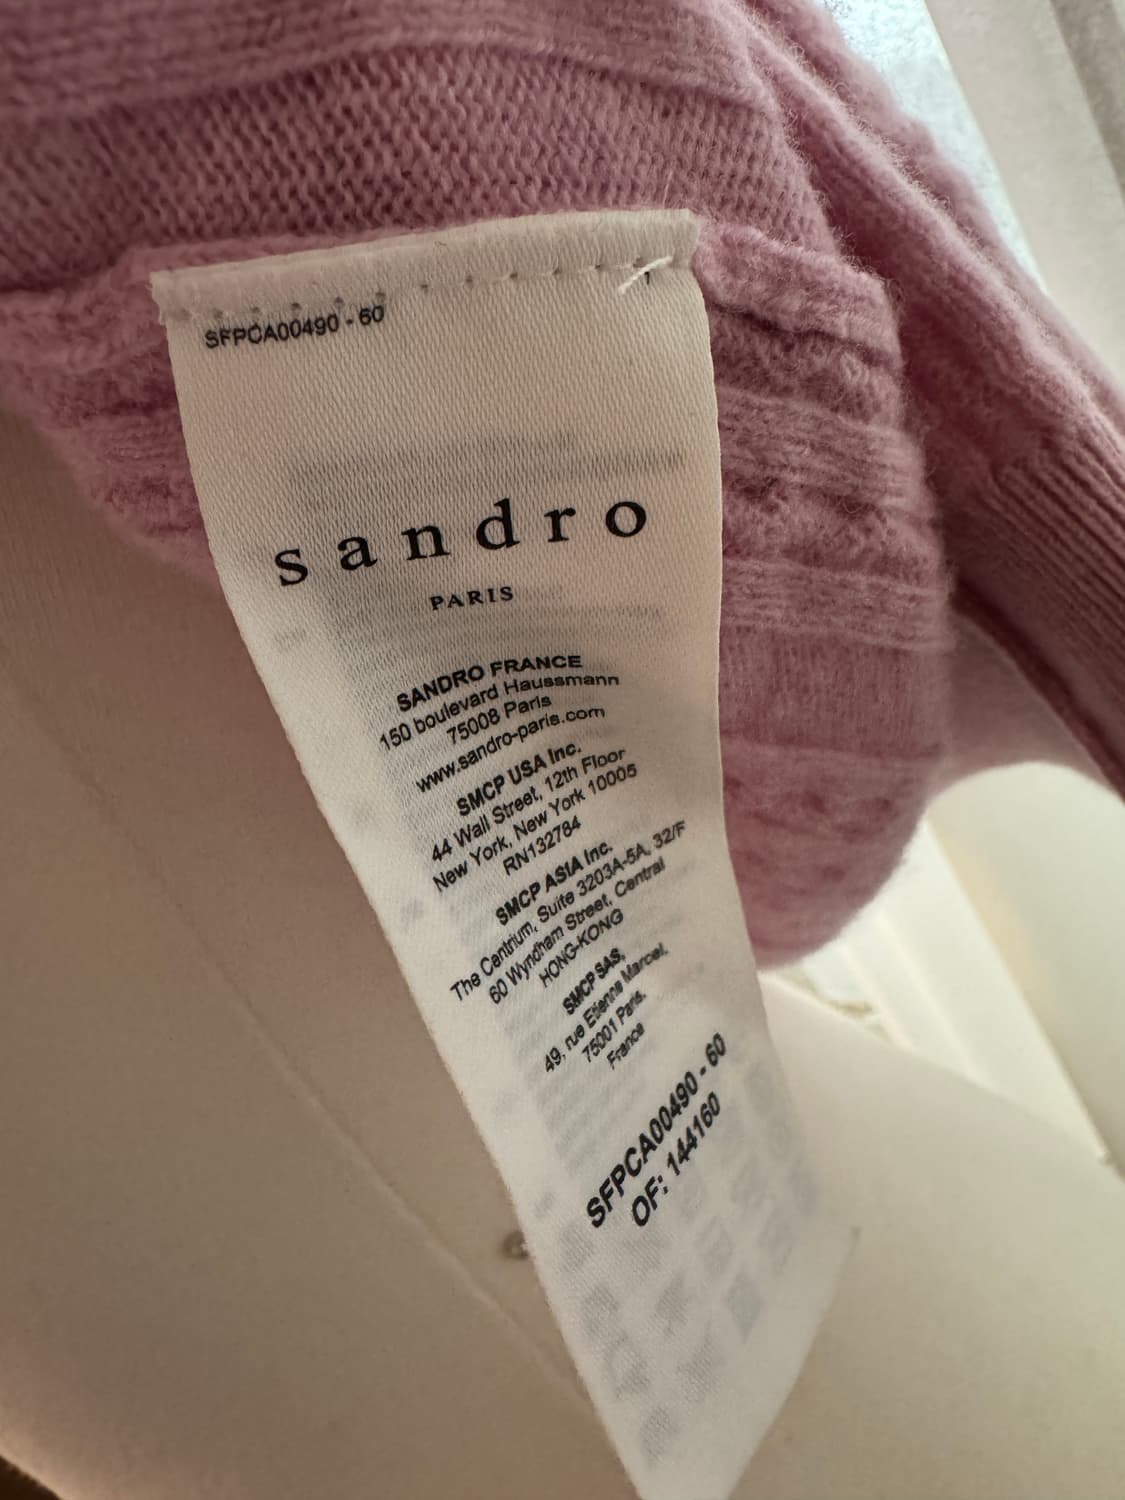 SFPCA00490 - 60
1
sandro
PARIS
SANDRO FRANCE
150 boulevard Haussmann
75008 Paris
www.sandro-paris.com
SMCP USA Inc.
44 Wall Street, 12th Floor
New York, New York 10005
RN132784
SMCP ASIA Inc.
The Centrium, Suite 3203A-5A, 32/F
60 Wyndham Street, Central
HONG-KONG
SMCP SAS,
49, rue Etienne Marcel,
75001 Paris,
France
SFPCA00490 - 60
OF: 144160